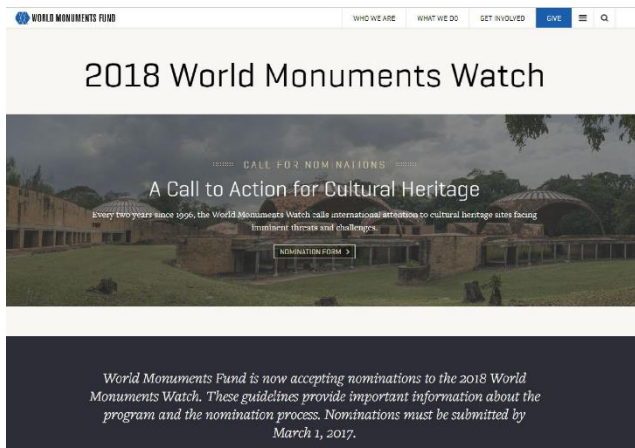 WORLD MONUMENTS FUND
WHO WE ARE
WHAT WE DO
GET INVOLVED
GIVE
2018 World Monuments Watch
CALL FOR NOMINATIONS
A Call to Action for Cultural Heritage
Every two years since 1996, the World Monuments Watch calls international attention to cultural heritage sites facing
imminent threats and challenges.
NOMINATION FORM >
World Monuments Fund is now accepting nominations to the 2018 World
Monuments Watch. These guidelines provide important information about the
program and the nomination process. Nominations must be submitted by
March 1, 2017.